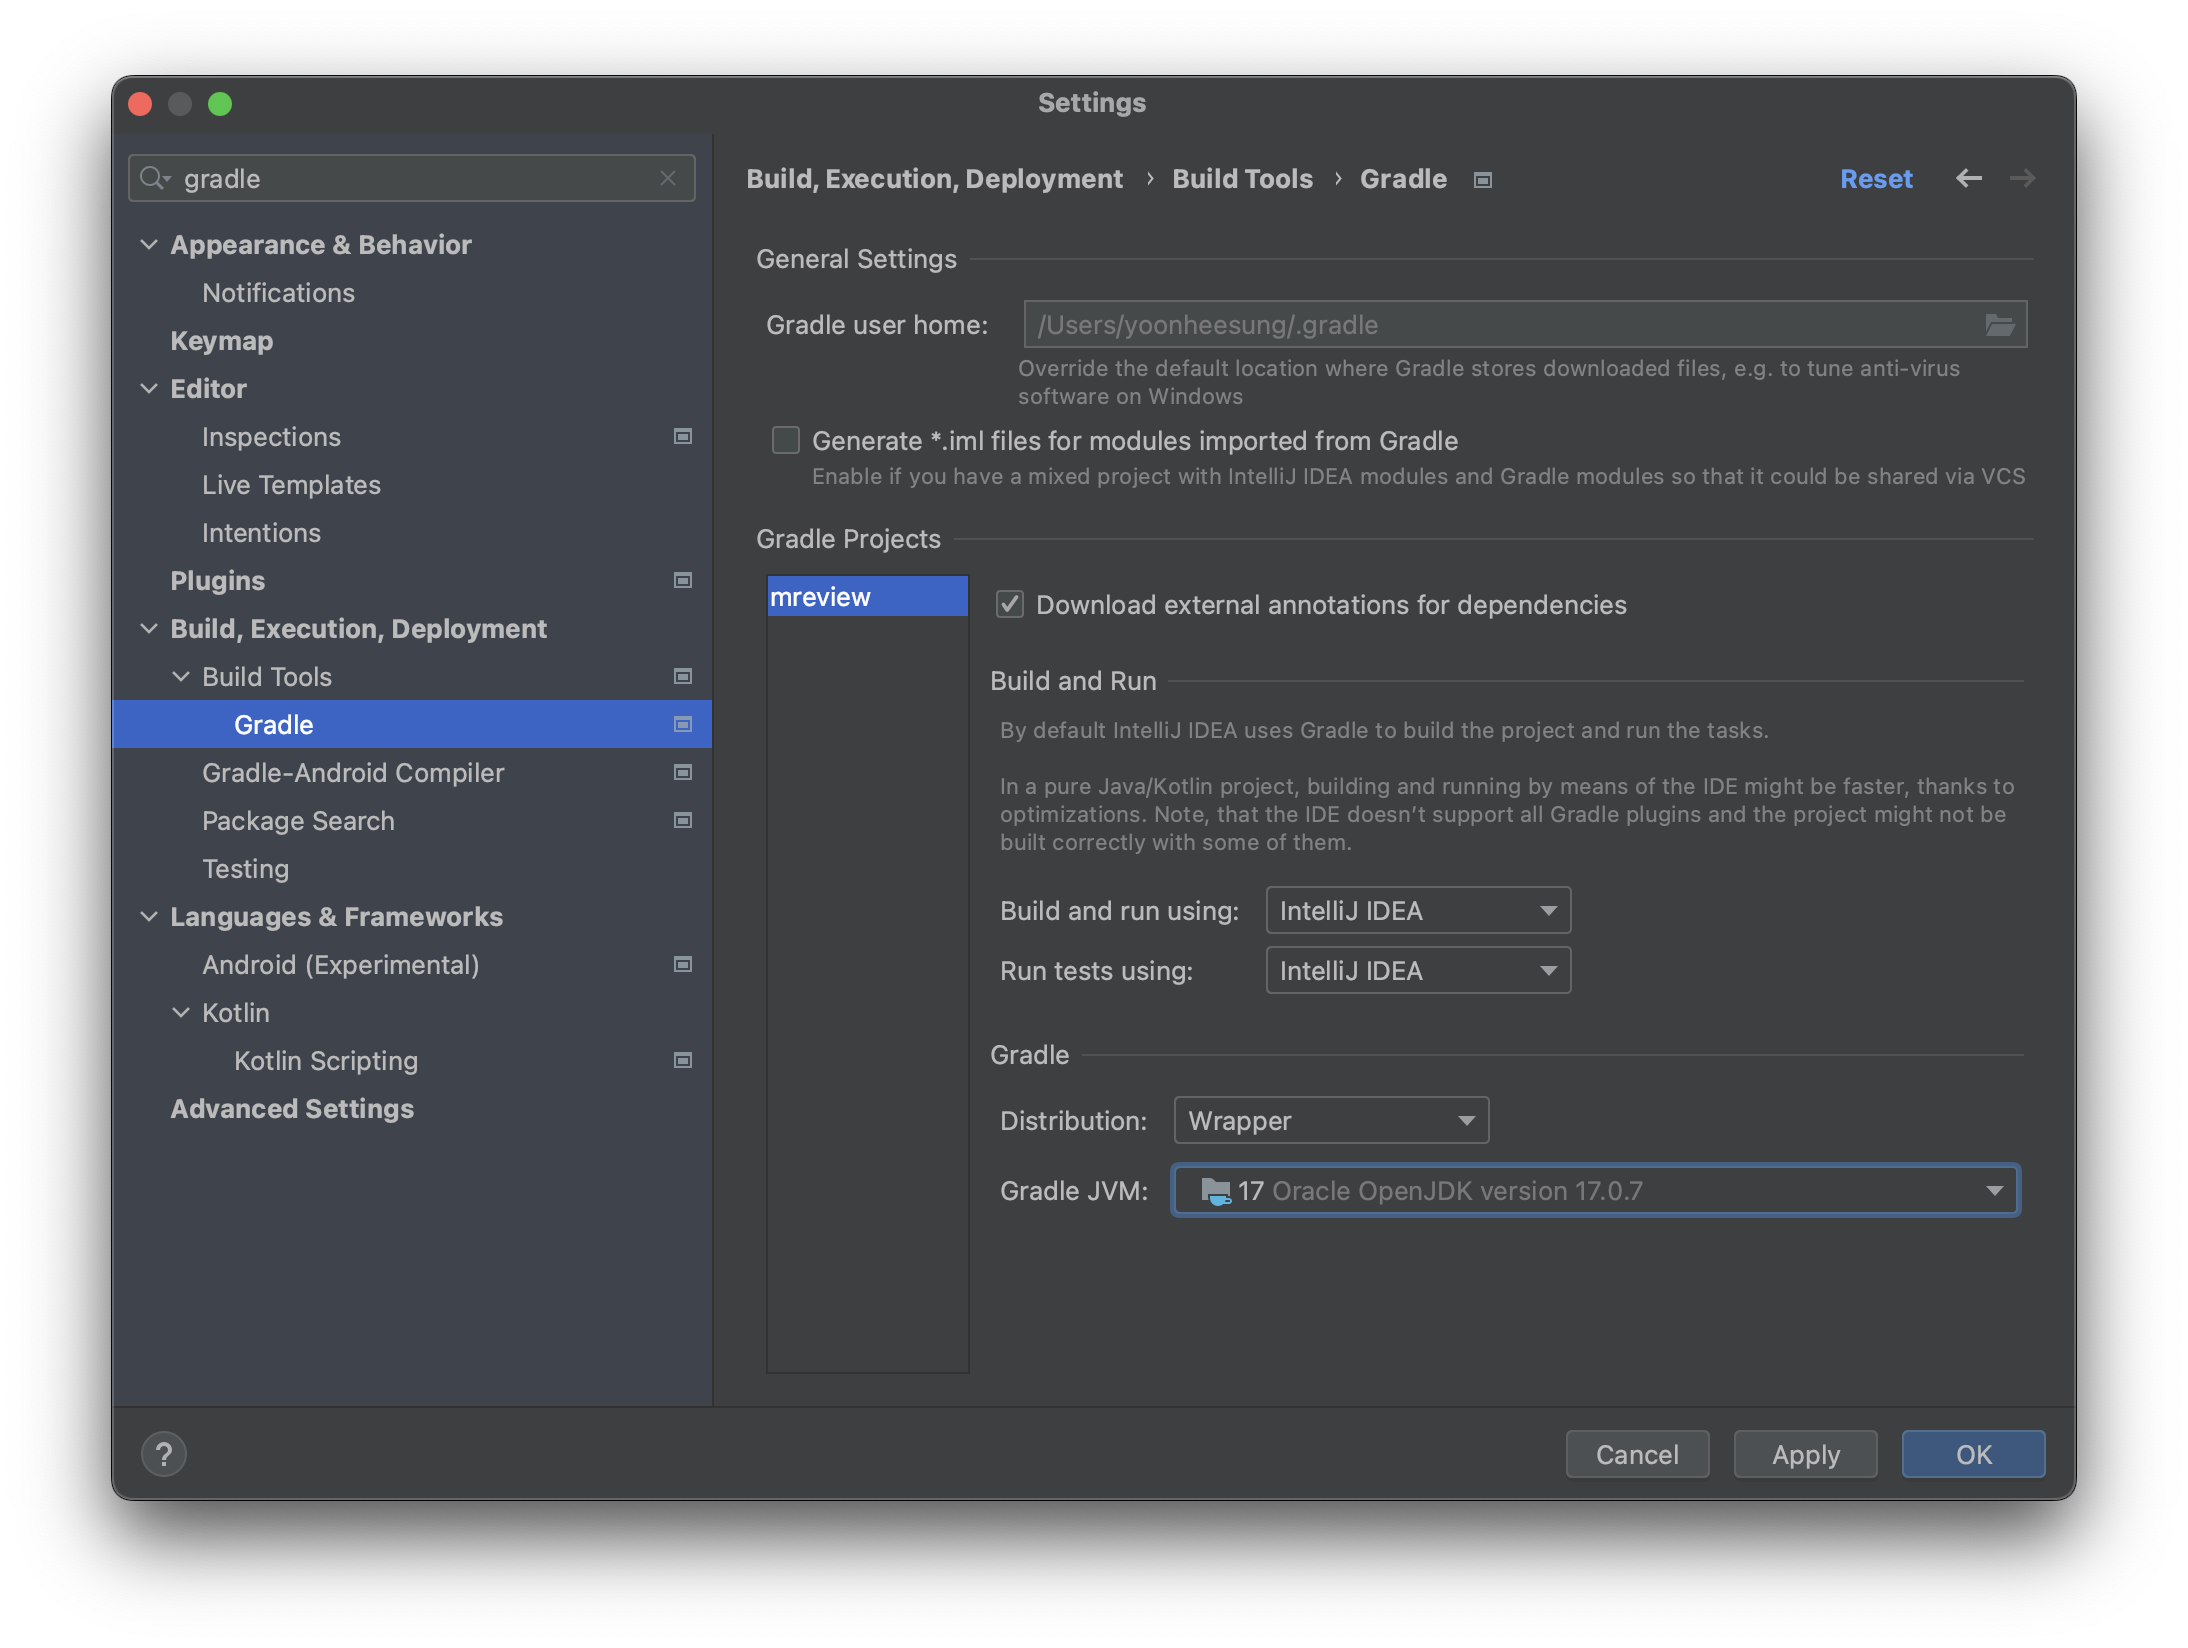 Settings
gradle
Appearance & Behavior
Notifications
Keymap
Editor
Inspections
Live Templates
Intentions
Plugins
Build, Execution, Deployment
Build Tools
Gradle
Gradle-Android Compiler
Package Search
Testing
Languages & Frameworks
Android (Experimental)
Kotlin
Kotlin Scripting
Advanced Settings
Build, Execution, Deployment › Build Tools › Gradle
Reset
General Settings
Gradle user home: /Users/yoonheesung/.gradle
Override the default location where Gradle stores downloaded files, e.g. to tune anti-virus
software on Windows
Generate *.iml files for modules imported from Gradle
Enable if you have a mixed project with IntelliJ IDEA modules and Gradle modules so that it could be shared via VCS
Gradle Projects
mreview
Download external annotations for dependencies
Build and Run
By default IntelliJ IDEA uses Gradle to build the project and run the tasks.
In a pure Java/Kotlin project, building and running by means of the IDE might be faster, thanks to
optimizations. Note, that the IDE doesn't support all Gradle plugins and the project might not be
built correctly with some of them.
Build and run using: IntelliJ IDEA
Run tests using: IntelliJ IDEA
Gradle
Distribution: Wrapper
Gradle JVM: 17 Oracle OpenJDK version 17.0.7
?
Cancel
Apply
OK